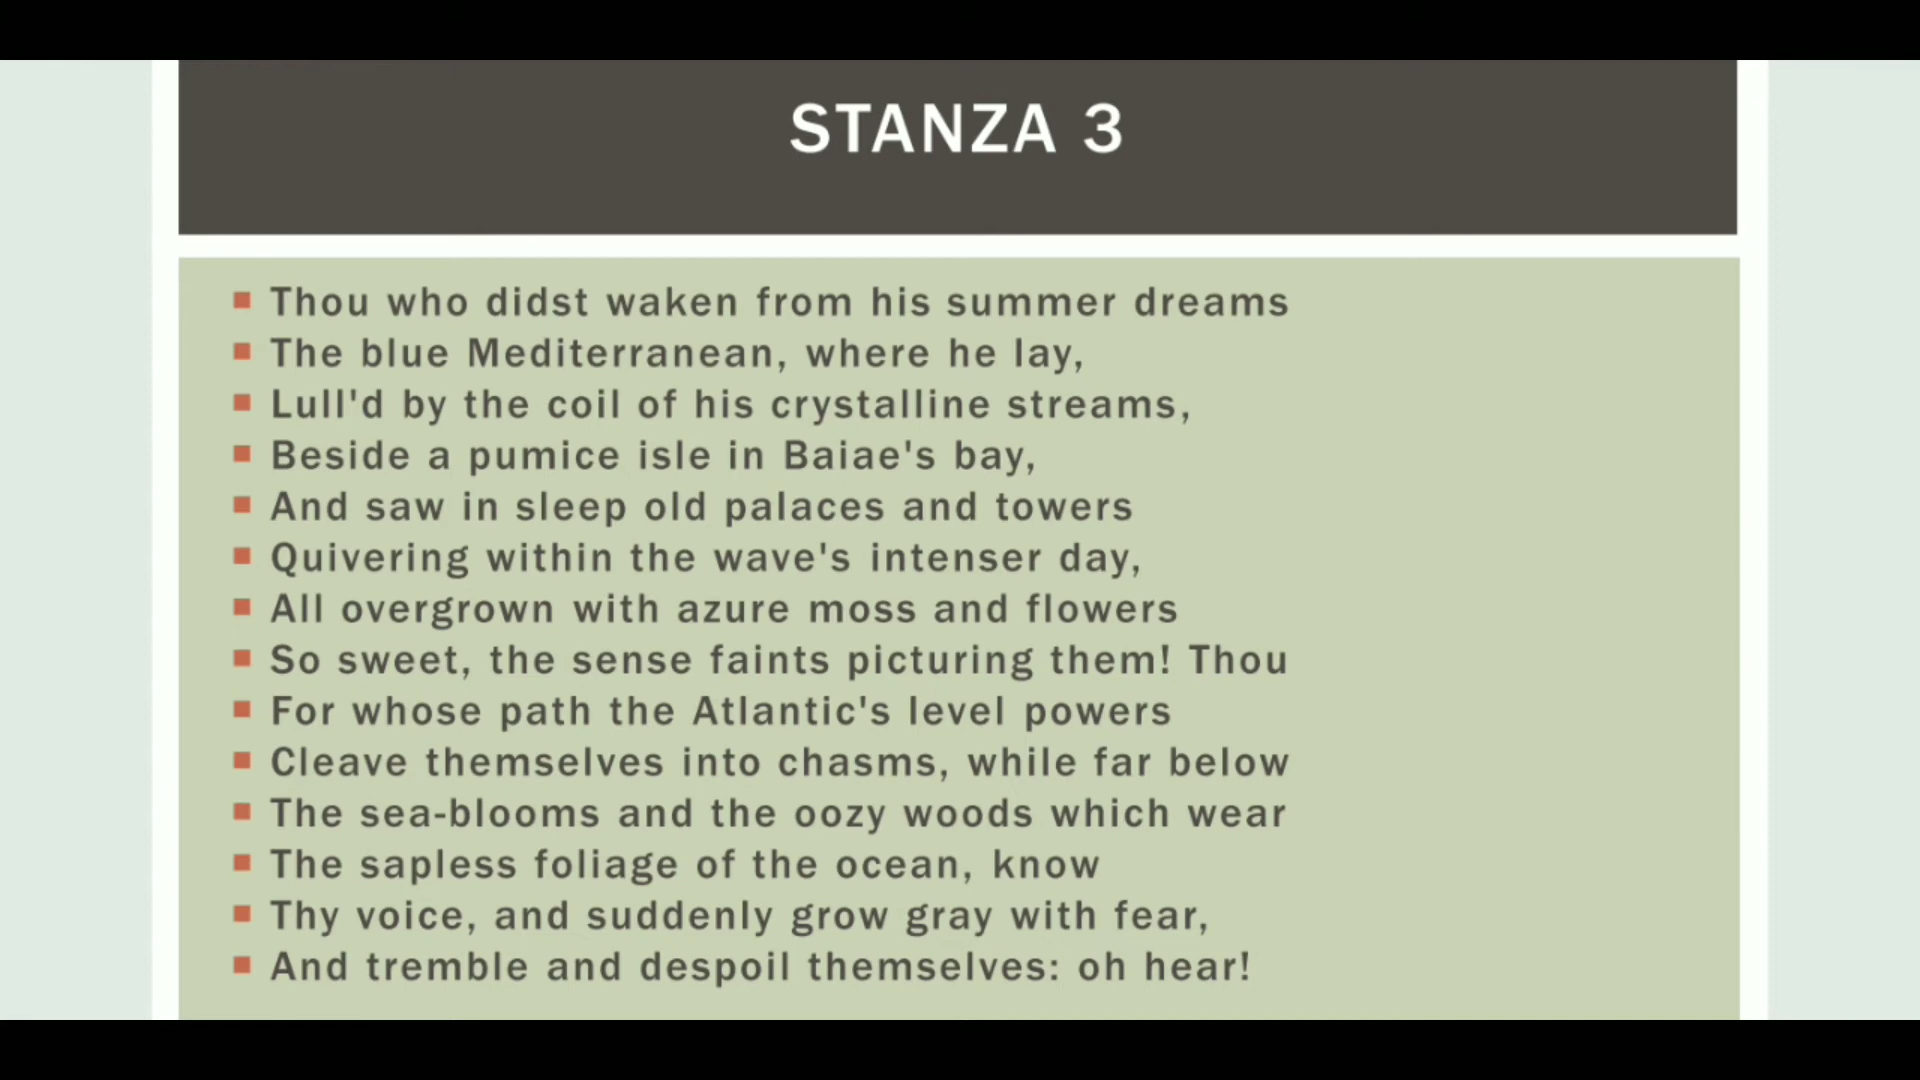 STANZA 3
Thou who didst waken from his summer dreams
The blue Mediterranean, where he lay,
Lull'd by the coil of his crystalline streams,
Beside a pumice isle in Baiae's bay,
And saw in sleep old palaces and towers
Quivering within the wave's intenser day,
All overgrown with azure moss and flowers
So sweet, the sense faints picturing them! Thou
For whose path the Atlantic's level powers
Cleave themselves into chasms, while far below
The sea-blooms and the oozy woods which wear
The sapless foliage of the ocean, know
Thy voice, and suddenly grow gray with fear,
And tremble and despoil themselves: oh hear!